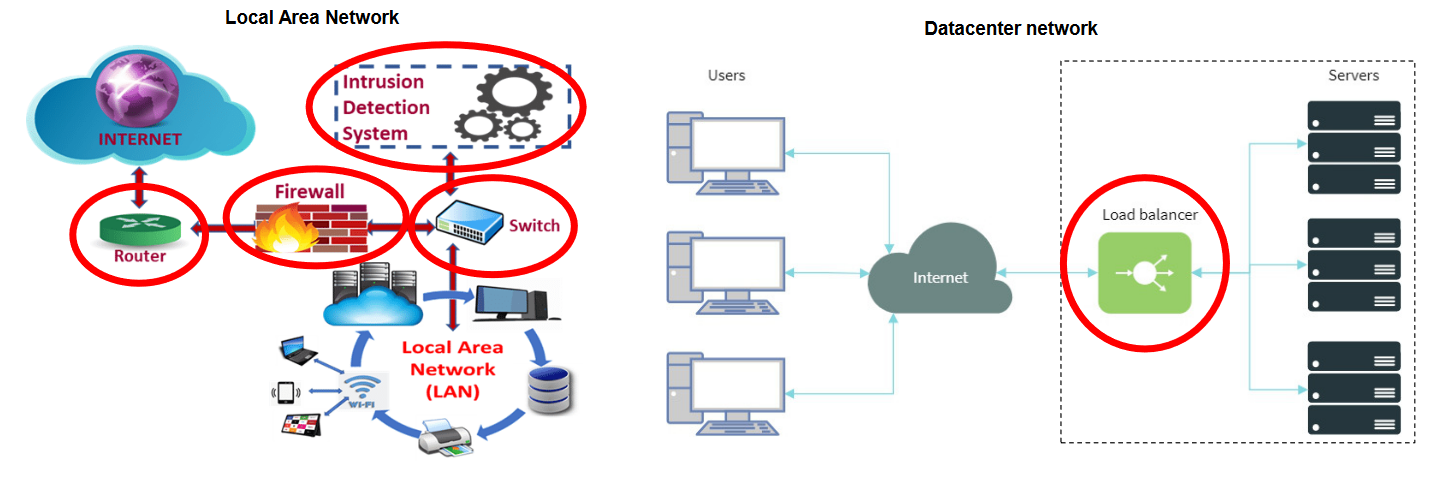 Local Area Network
INTERNET
Intrusion
Detection
System
Firewall
Router
Switch
Local Area
Network
(LAN)
WI-FI
Datacenter network
Users
Servers
Load balancer
Internet